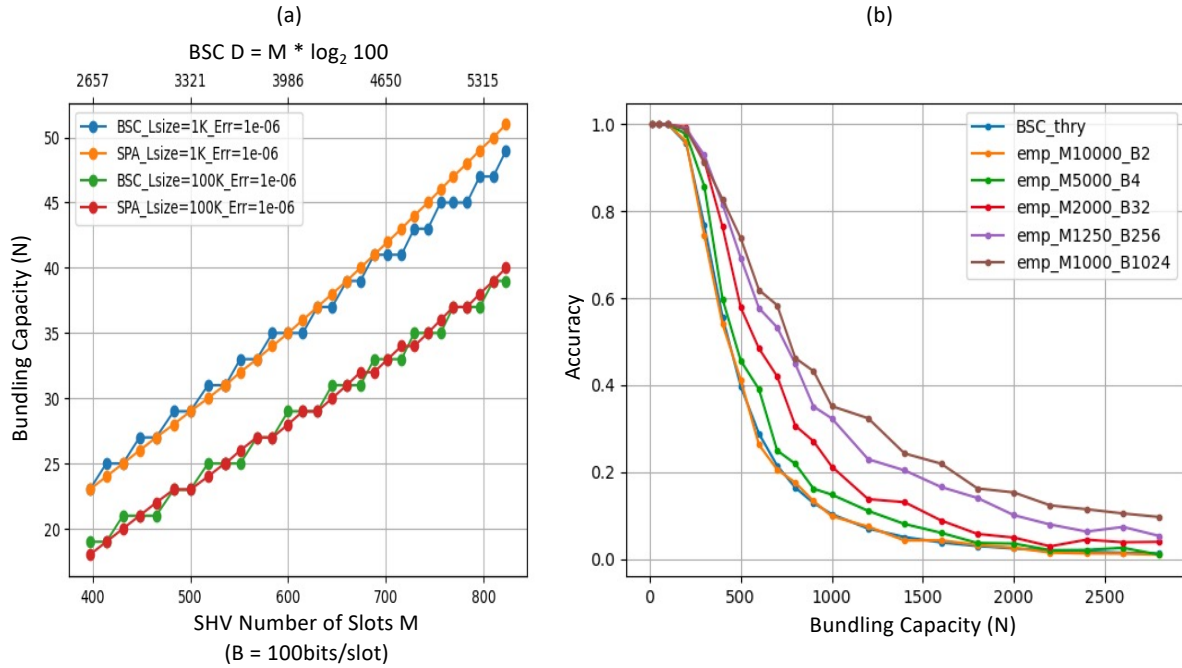 (a)
BSC D = M * log2 100
2657 3321 3986 4650 5315
BSC_Lsize=1K_Err=1e-06
SPA_Lsize=1K_Err=1e-06
BSC_Lsize=100K_Err=1e-06
SPA_Lsize=100K_Err=1e-06
50
45
40
35
30
25
20
Bundling Capacity (N)
400 500 600 700 800
SHV Number of Slots M
(B = 100bits/slot)
(b)
BSC_thry
emp_M10000_B2
emp_M5000_B4
emp_M2000_B32
emp_M1250_B256
emp_M1000_B1024
1.0
0.8
0.6
0.4
0.2
0.0
Accuracy
0 500 1000 1500 2000 2500
Bundling Capacity (N)